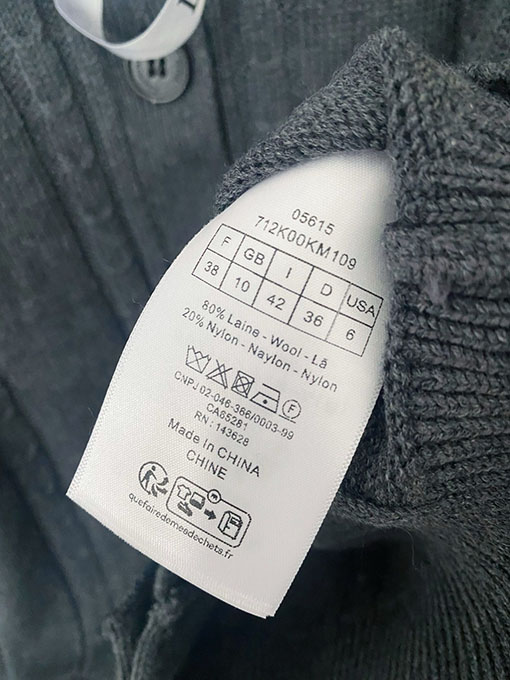 05615
712K00KM109
F GB I D USA
38 10 42 36 6
80% Laine - Wool - Lã
20% Nylon - Naylon - Nylon
F
CNPJ 02-046-366/0003-99
CA65281
RN : 143628
Made In CHINA
CHINE
quefairedemesdechets.fr